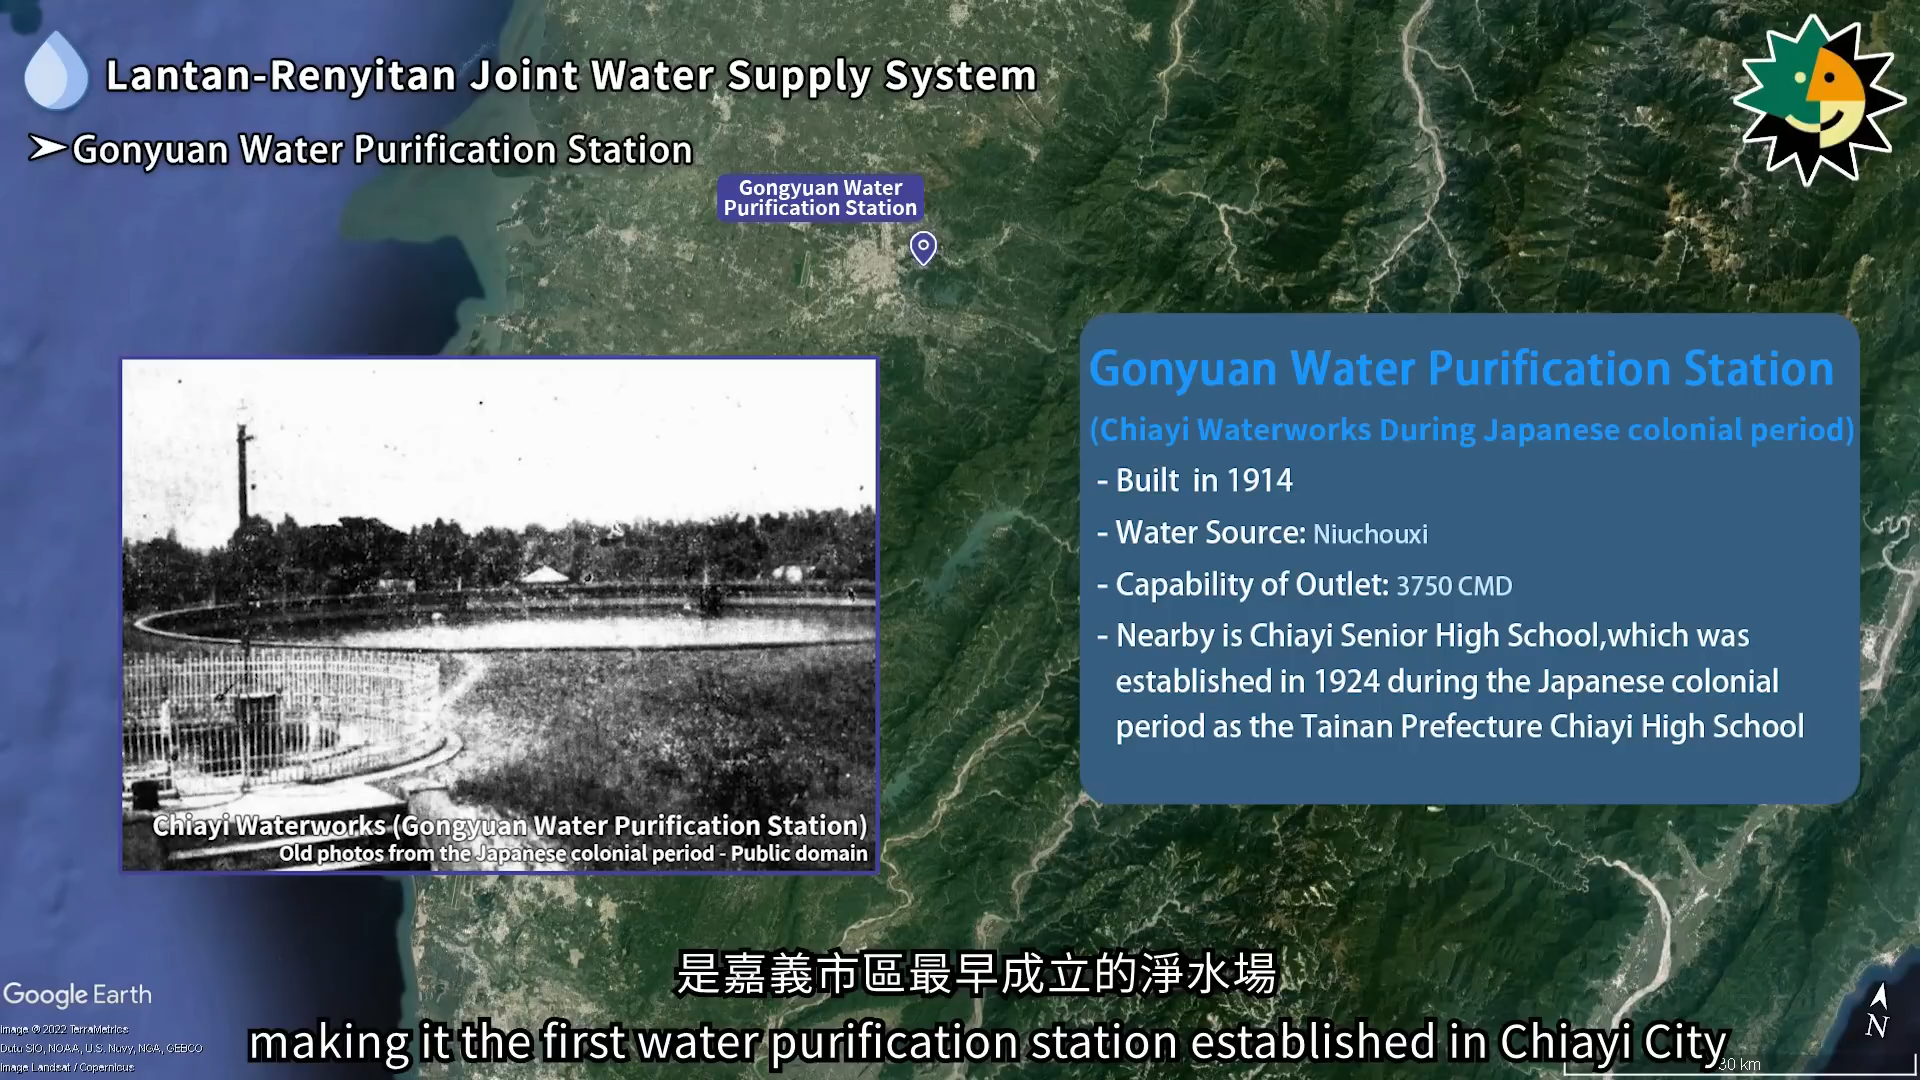 Lantan-Renyitan Joint Water Supply System
➤Gonyuan Water Purification Station
Gongyuan Water
Purification Station
Gonyuan Water Purification Station
(Chiayi Waterworks During Japanese colonial period)
- Built in 1914
- Water Source: Niuchouxi
- Capability of Outlet: 3750 CMD
- Nearby is Chiayi Senior High School,which was
established in 1924 during the Japanese colonial
period as the Tainan Prefecture Chiayi High School
Chiayi Waterworks (Gongyuan Water Purification Station)
Old photos from the Japanese colonial period - Public domain
是嘉義市區最早成立的淨水場
making it the first water purification station established in Chiayi City
Google Earth
Image © 2022 TerraMetrics
Data SIO, NOAA, U.S. Navy, NGA, GEBCO
Image Landsat / Copernicus
N
30 km